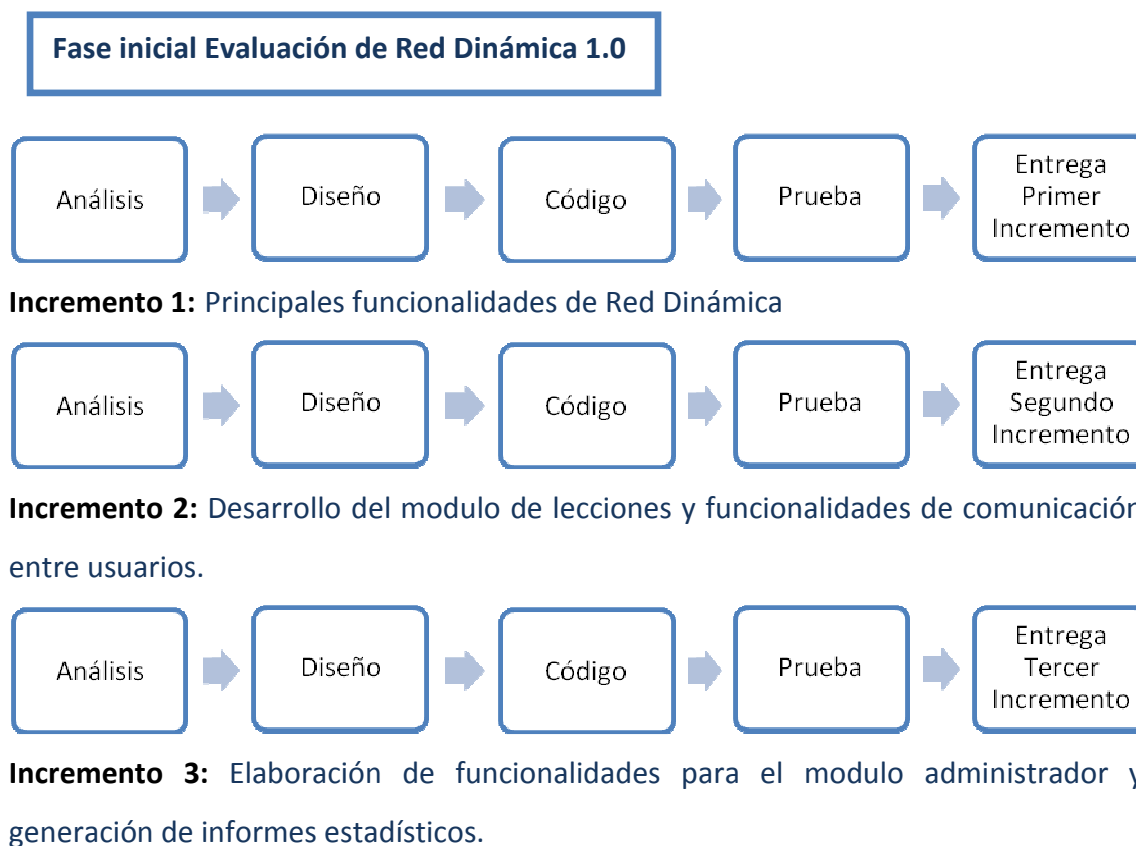 Fase inicial Evaluación de Red Dinámica 1.0
Análisis
Diseño
Código
Prueba
Entrega
Primer
Incremento
Incremento 1: Principales funcionalidades de Red Dinámica
Análisis
Diseño
Código
Prueba
Entrega
Segundo
Incremento
Incremento 2: Desarrollo del modulo de lecciones y funcionalidades de comunicación
entre usuarios.
Análisis
Diseño
Código
Prueba
Entrega
Tercer
Incremento
Incremento 3: Elaboración de funcionalidades para el modulo administrador y
generación de informes estadísticos.